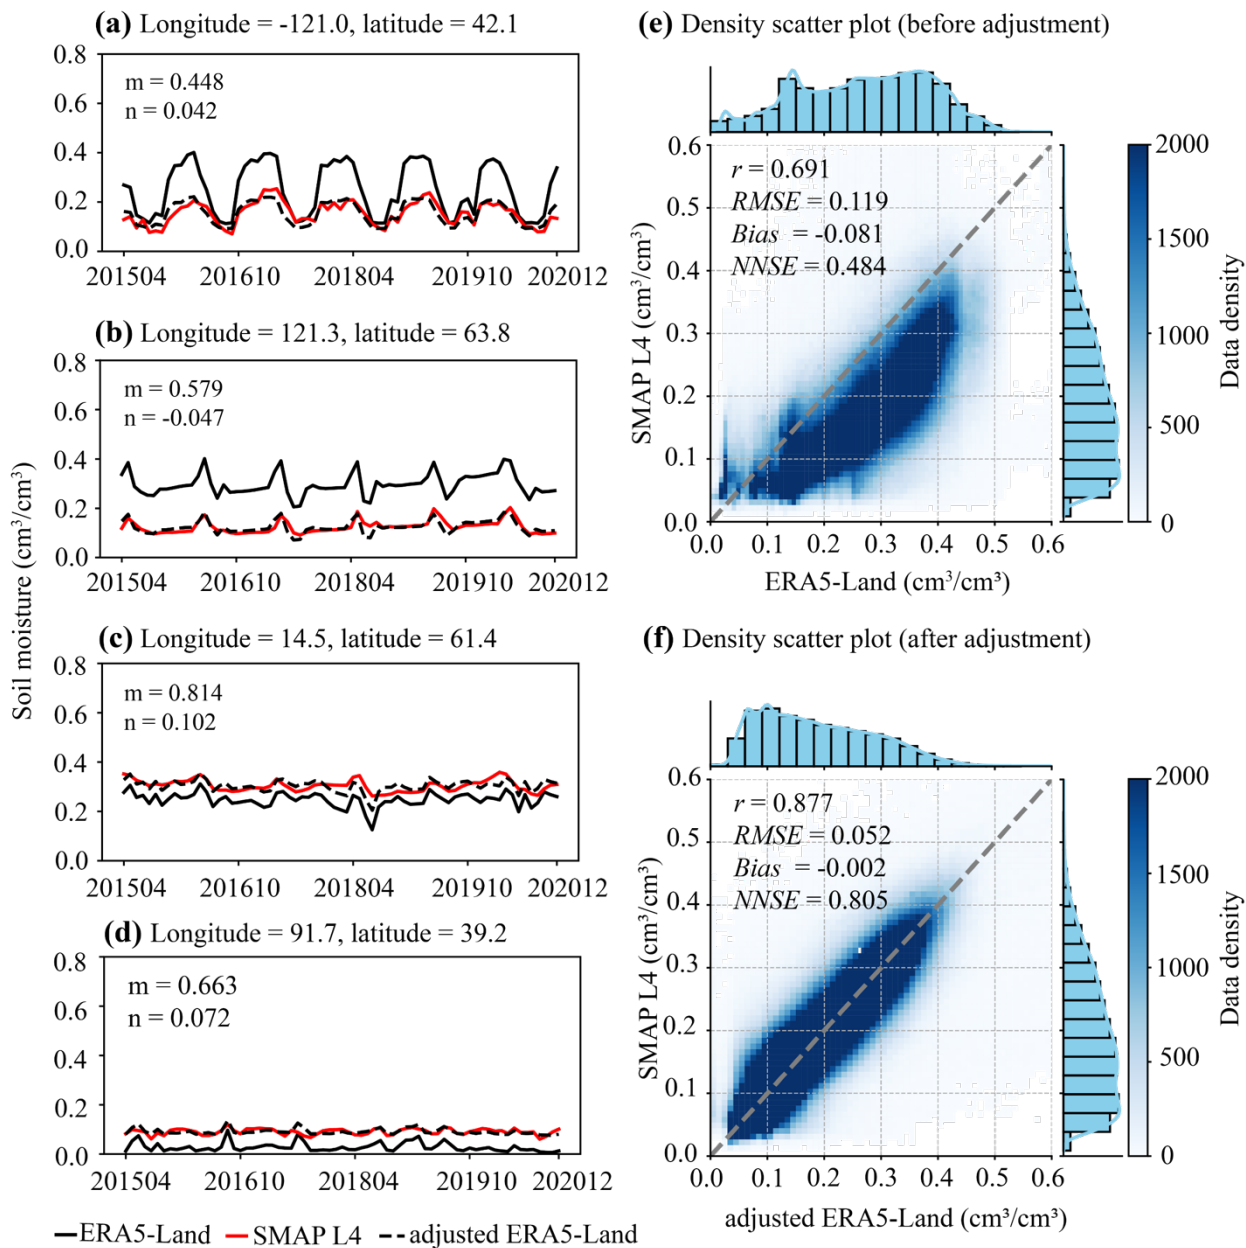 (a) Longitude = -121.0, latitude = 42.1
0.8
0.6
0.4
0.2
0.0
m = 0.448
n = 0.042
201504 201610 201804 201910 202012
(b) Longitude = 121.3, latitude = 63.8
0.8
0.6
0.4
0.2
0.0
m = 0.579
n = -0.047
201504 201610 201804 201910 202012
Soil moisture (cm³/cm³)
(c) Longitude = 14.5, latitude = 61.4
0.8
0.6
0.4
0.2
0.0
m = 0.814
n = 0.102
201504 201610 201804 201910 202012
(d) Longitude = 91.7, latitude = 39.2
0.8
0.6
0.4
0.2
0.0
m = 0.663
n = 0.072
201504 201610 201804 201910 202012
ERA5-Land SMAP L4 adjusted ERA5-Land
(e) Density scatter plot (before adjustment)
r = 0.691
RMSE = 0.119
Bias = -0.081
NNSE = 0.484
0.6
0.5
0.4
0.3
0.2
0.1
0.0
SMAP L4 (cm³/cm³)
0.0 0.1 0.2 0.3 0.4 0.5 0.6
ERA5-Land (cm³/cm³)
2000
1500
1000
500
0
Data density
(f) Density scatter plot (after adjustment)
r = 0.877
RMSE = 0.052
Bias = -0.002
NNSE = 0.805
0.6
0.5
0.4
0.3
0.2
0.1
0.0
SMAP L4 (cm³/cm³)
0.0 0.1 0.2 0.3 0.4 0.5 0.6
adjusted ERA5-Land (cm³/cm³)
2000
1500
1000
500
0
Data density